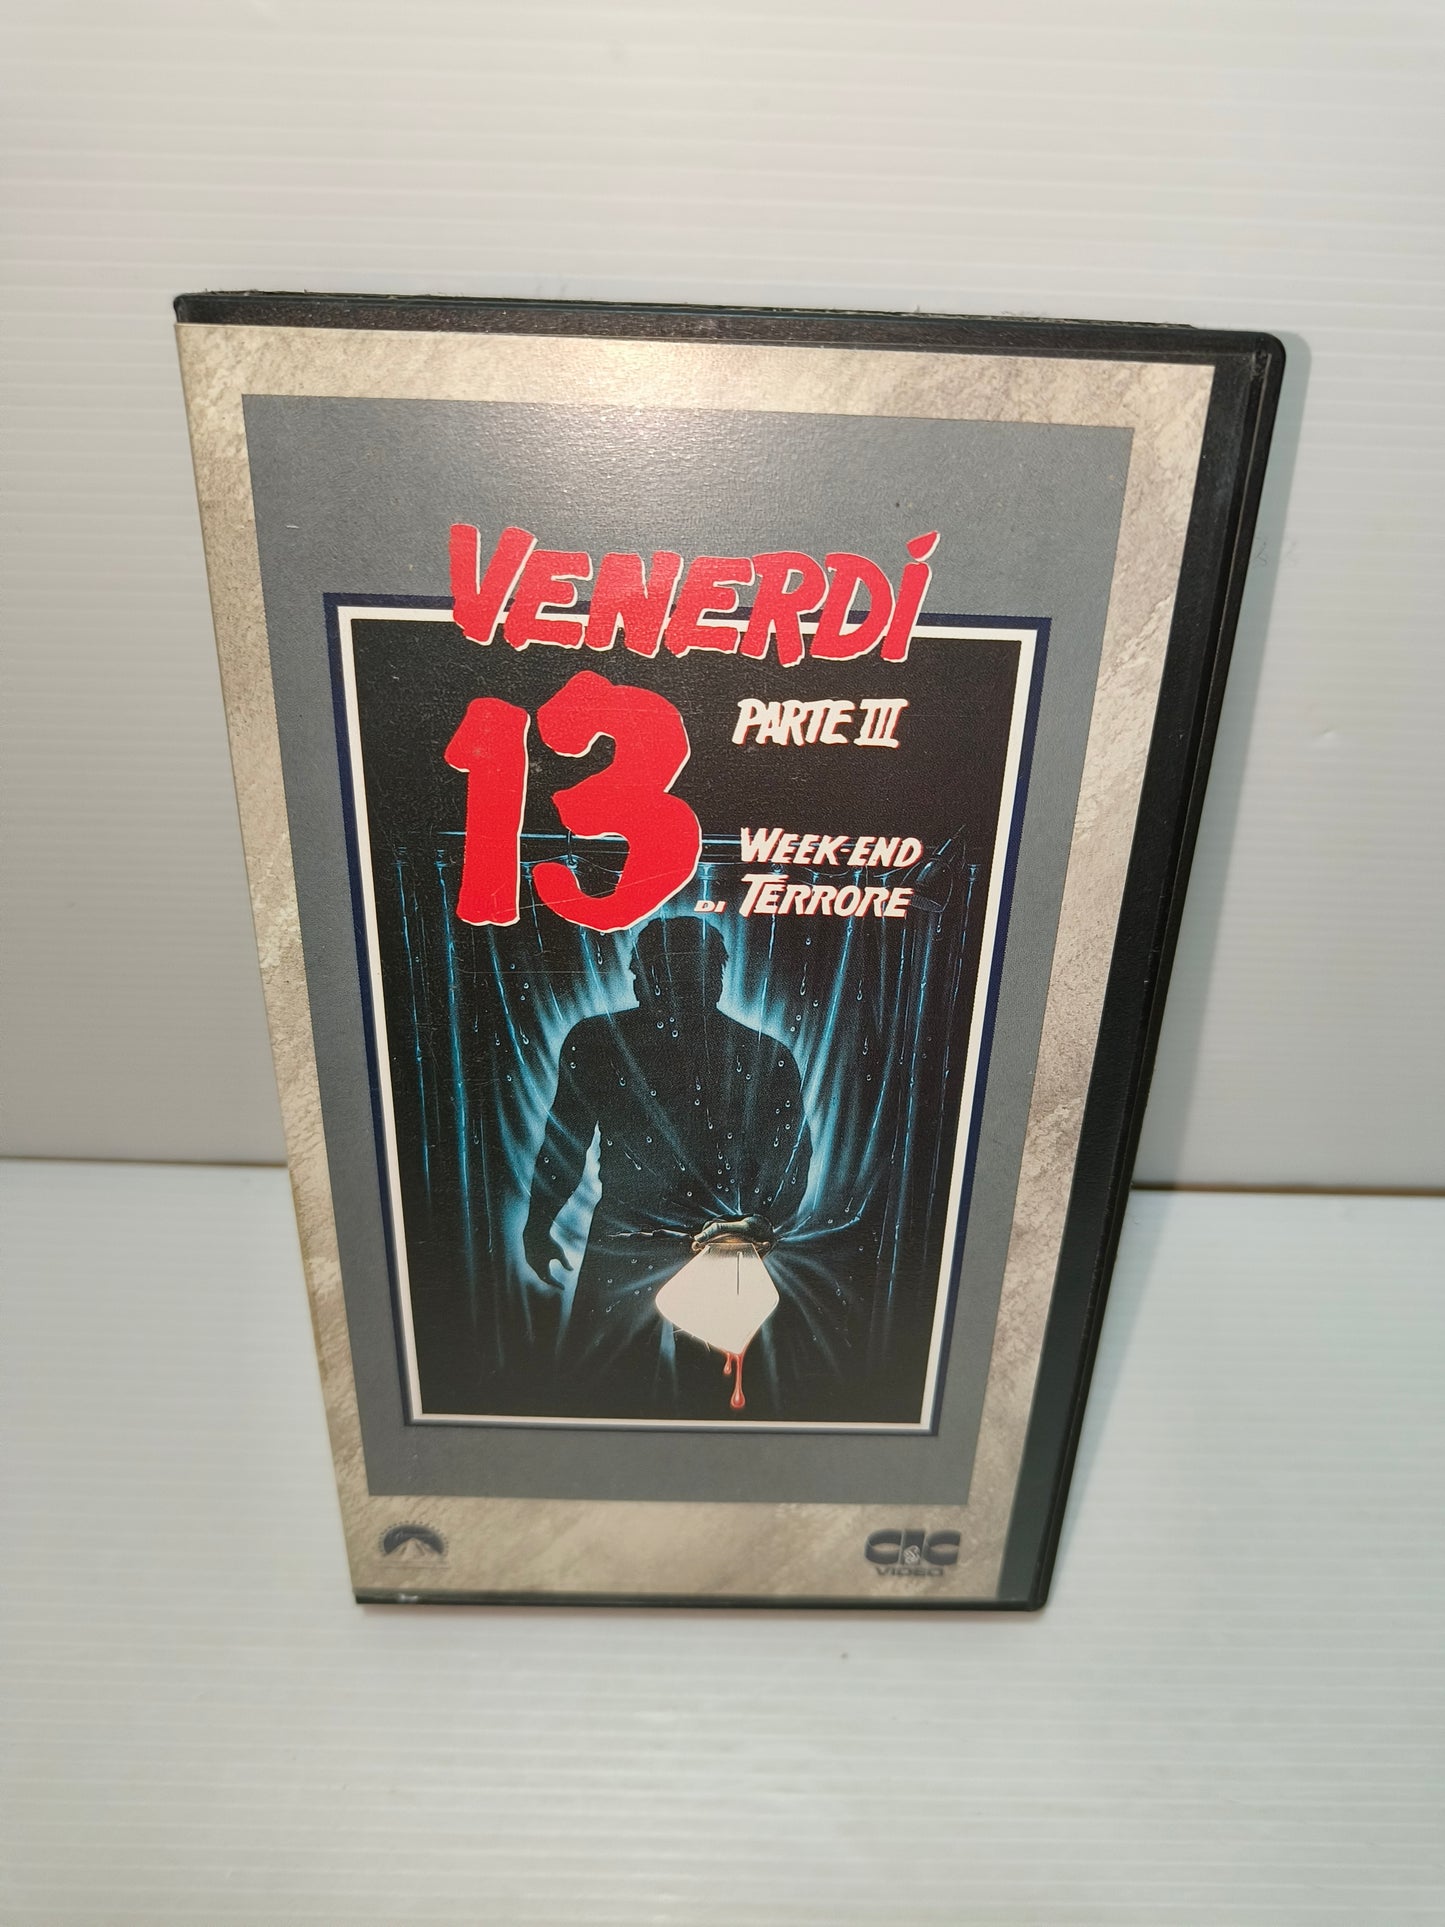 VENERDÍ
13
PARTE III
WEEK-END
DI TERRORE
CIC
VIDEO